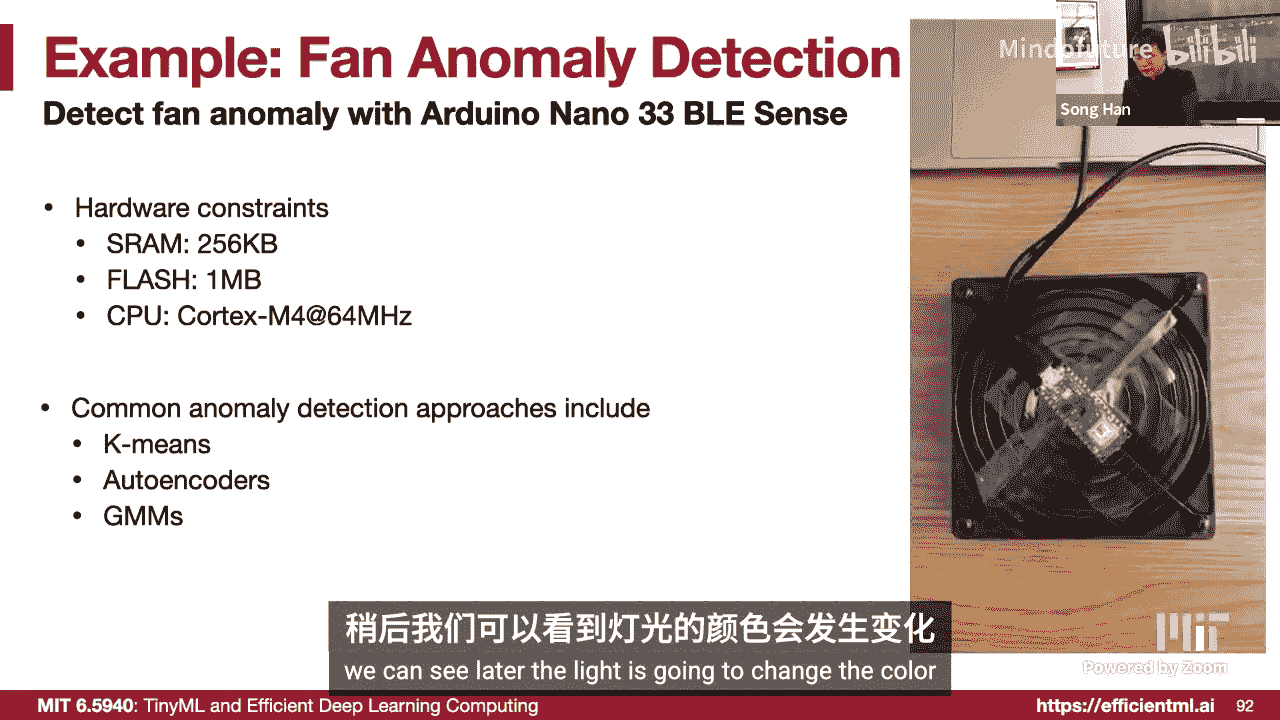 Example: Fan Anomaly Detection
Detect fan anomaly with Arduino Nano 33 BLE Sense
Mindofuture
bilibili
Song Han
• Hardware constraints
• SRAM: 256KB
• FLASH: 1MB
• CPU: Cortex-M4@64MHz
• Common anomaly detection approaches include
• K-means
• Autoencoders
• GMMs
稍后我们可以看到灯光的颜色会发生变化
we can see later the light is going to change the color
MIT
Powered by Zoom
MIT 6.5940: TinyML and Efficient Deep Learning Computing
https://efficientml.ai
92